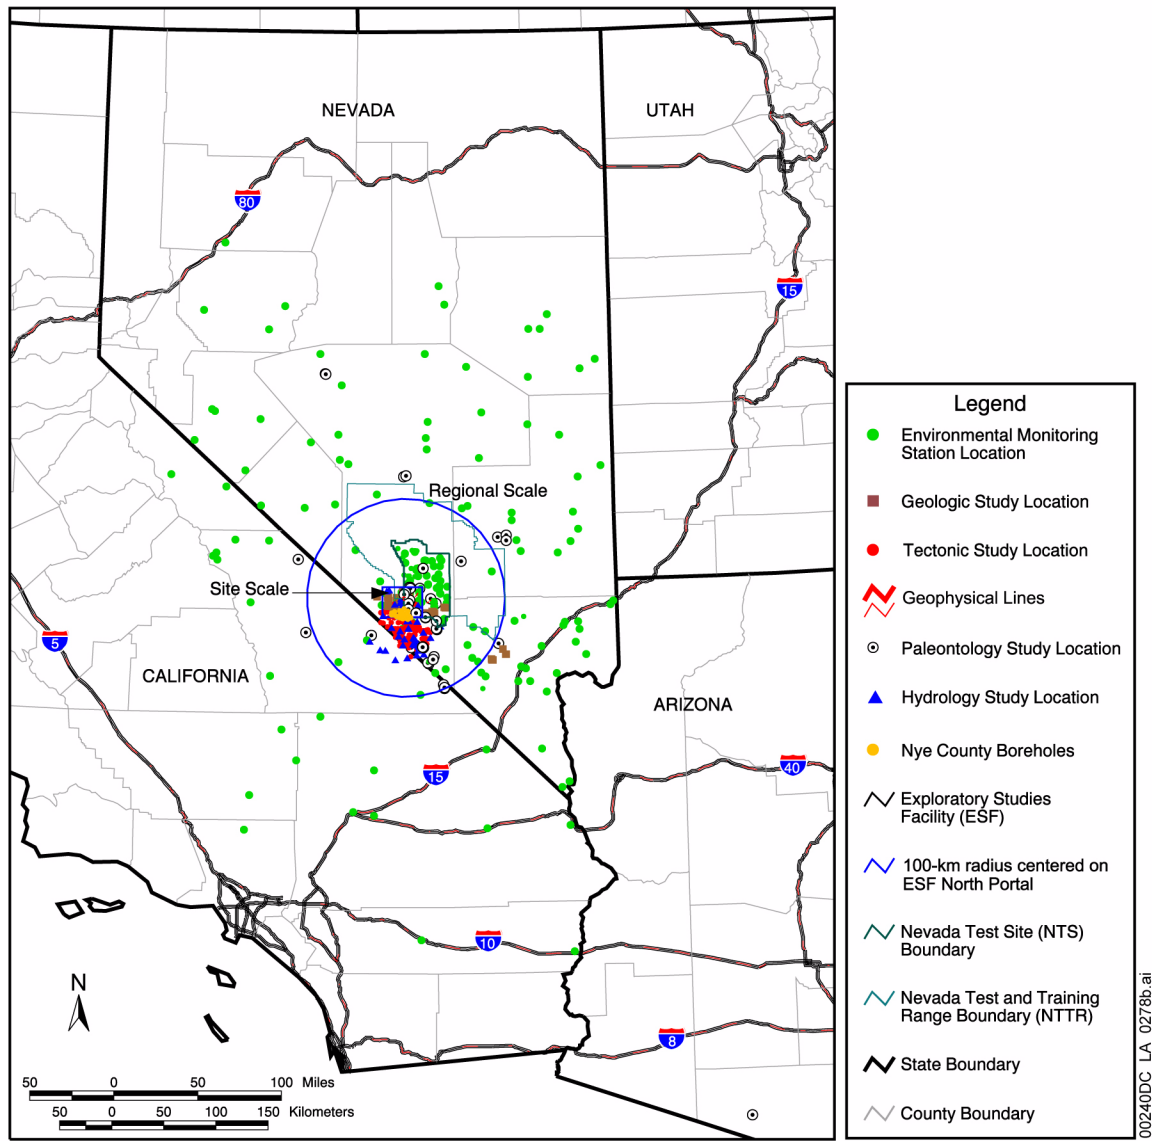 NEVADA
UTAH
80
15
Regional Scale
Site Scale
5
CALIFORNIA
ARIZONA
15
40
10
8
N
50 0 50 100 Miles
50 0 50 100 150 Kilometers
Legend
Environmental Monitoring
Station Location
Geologic Study Location
Tectonic Study Location
Geophysical Lines
Paleontology Study Location
Hydrology Study Location
Nye County Boreholes
Exploratory Studies
Facility (ESF)
100-km radius centered on
ESF North Portal
Nevada Test Site (NTS)
Boundary
Nevada Test and Training
Range Boundary (NTTR)
State Boundary
County Boundary
00240DC_LA_0278b.ai